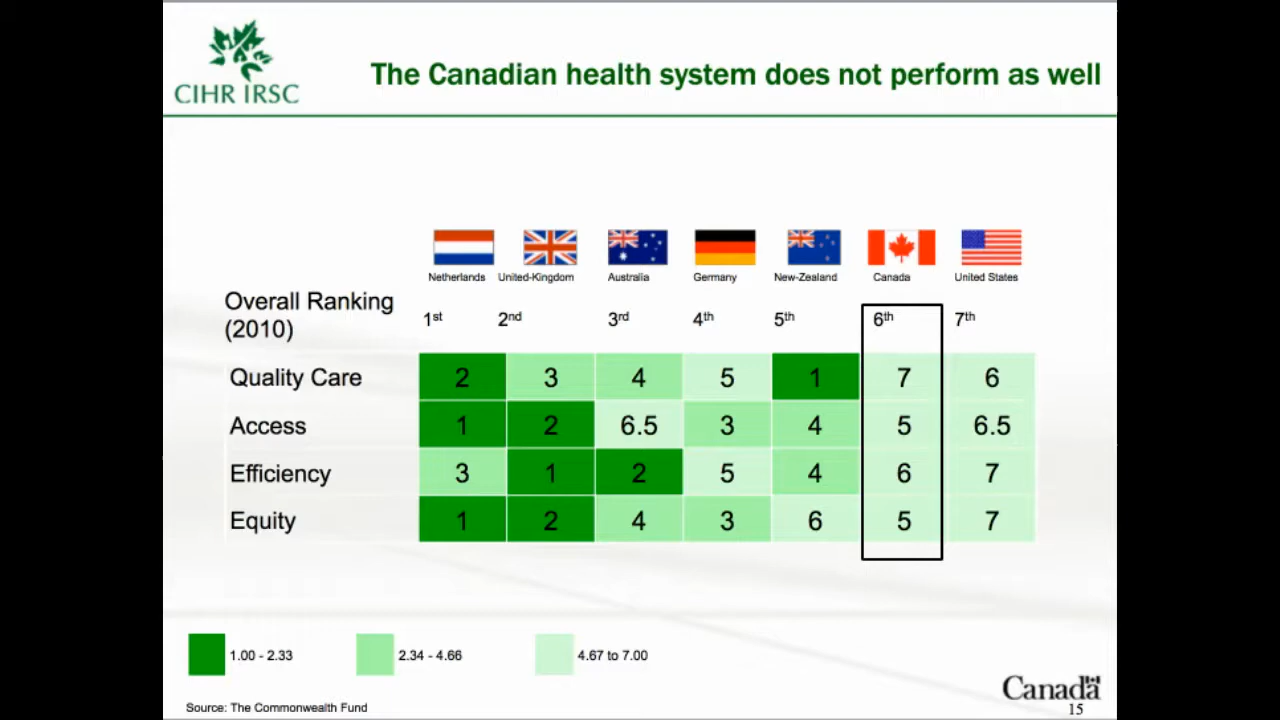 CIHR IRSC
The Canadian health system does not perform as well
Netherlands United-Kingdom Australia Germany New-Zealand Canada United States
Overall Ranking
(2010)
1st 2nd 3rd 4th 5th 6th 7th
Quality Care 2 3 4 5 1 7 6
Access 1 2 6.5 3 4 5 6.5
Efficiency 3 1 2 5 4 6 7
Equity 1 2 4 3 6 5 7
1.00 - 2.33 2.34 - 4.66 4.67 to 7.00
Source: The Commonwealth Fund
Canada
15